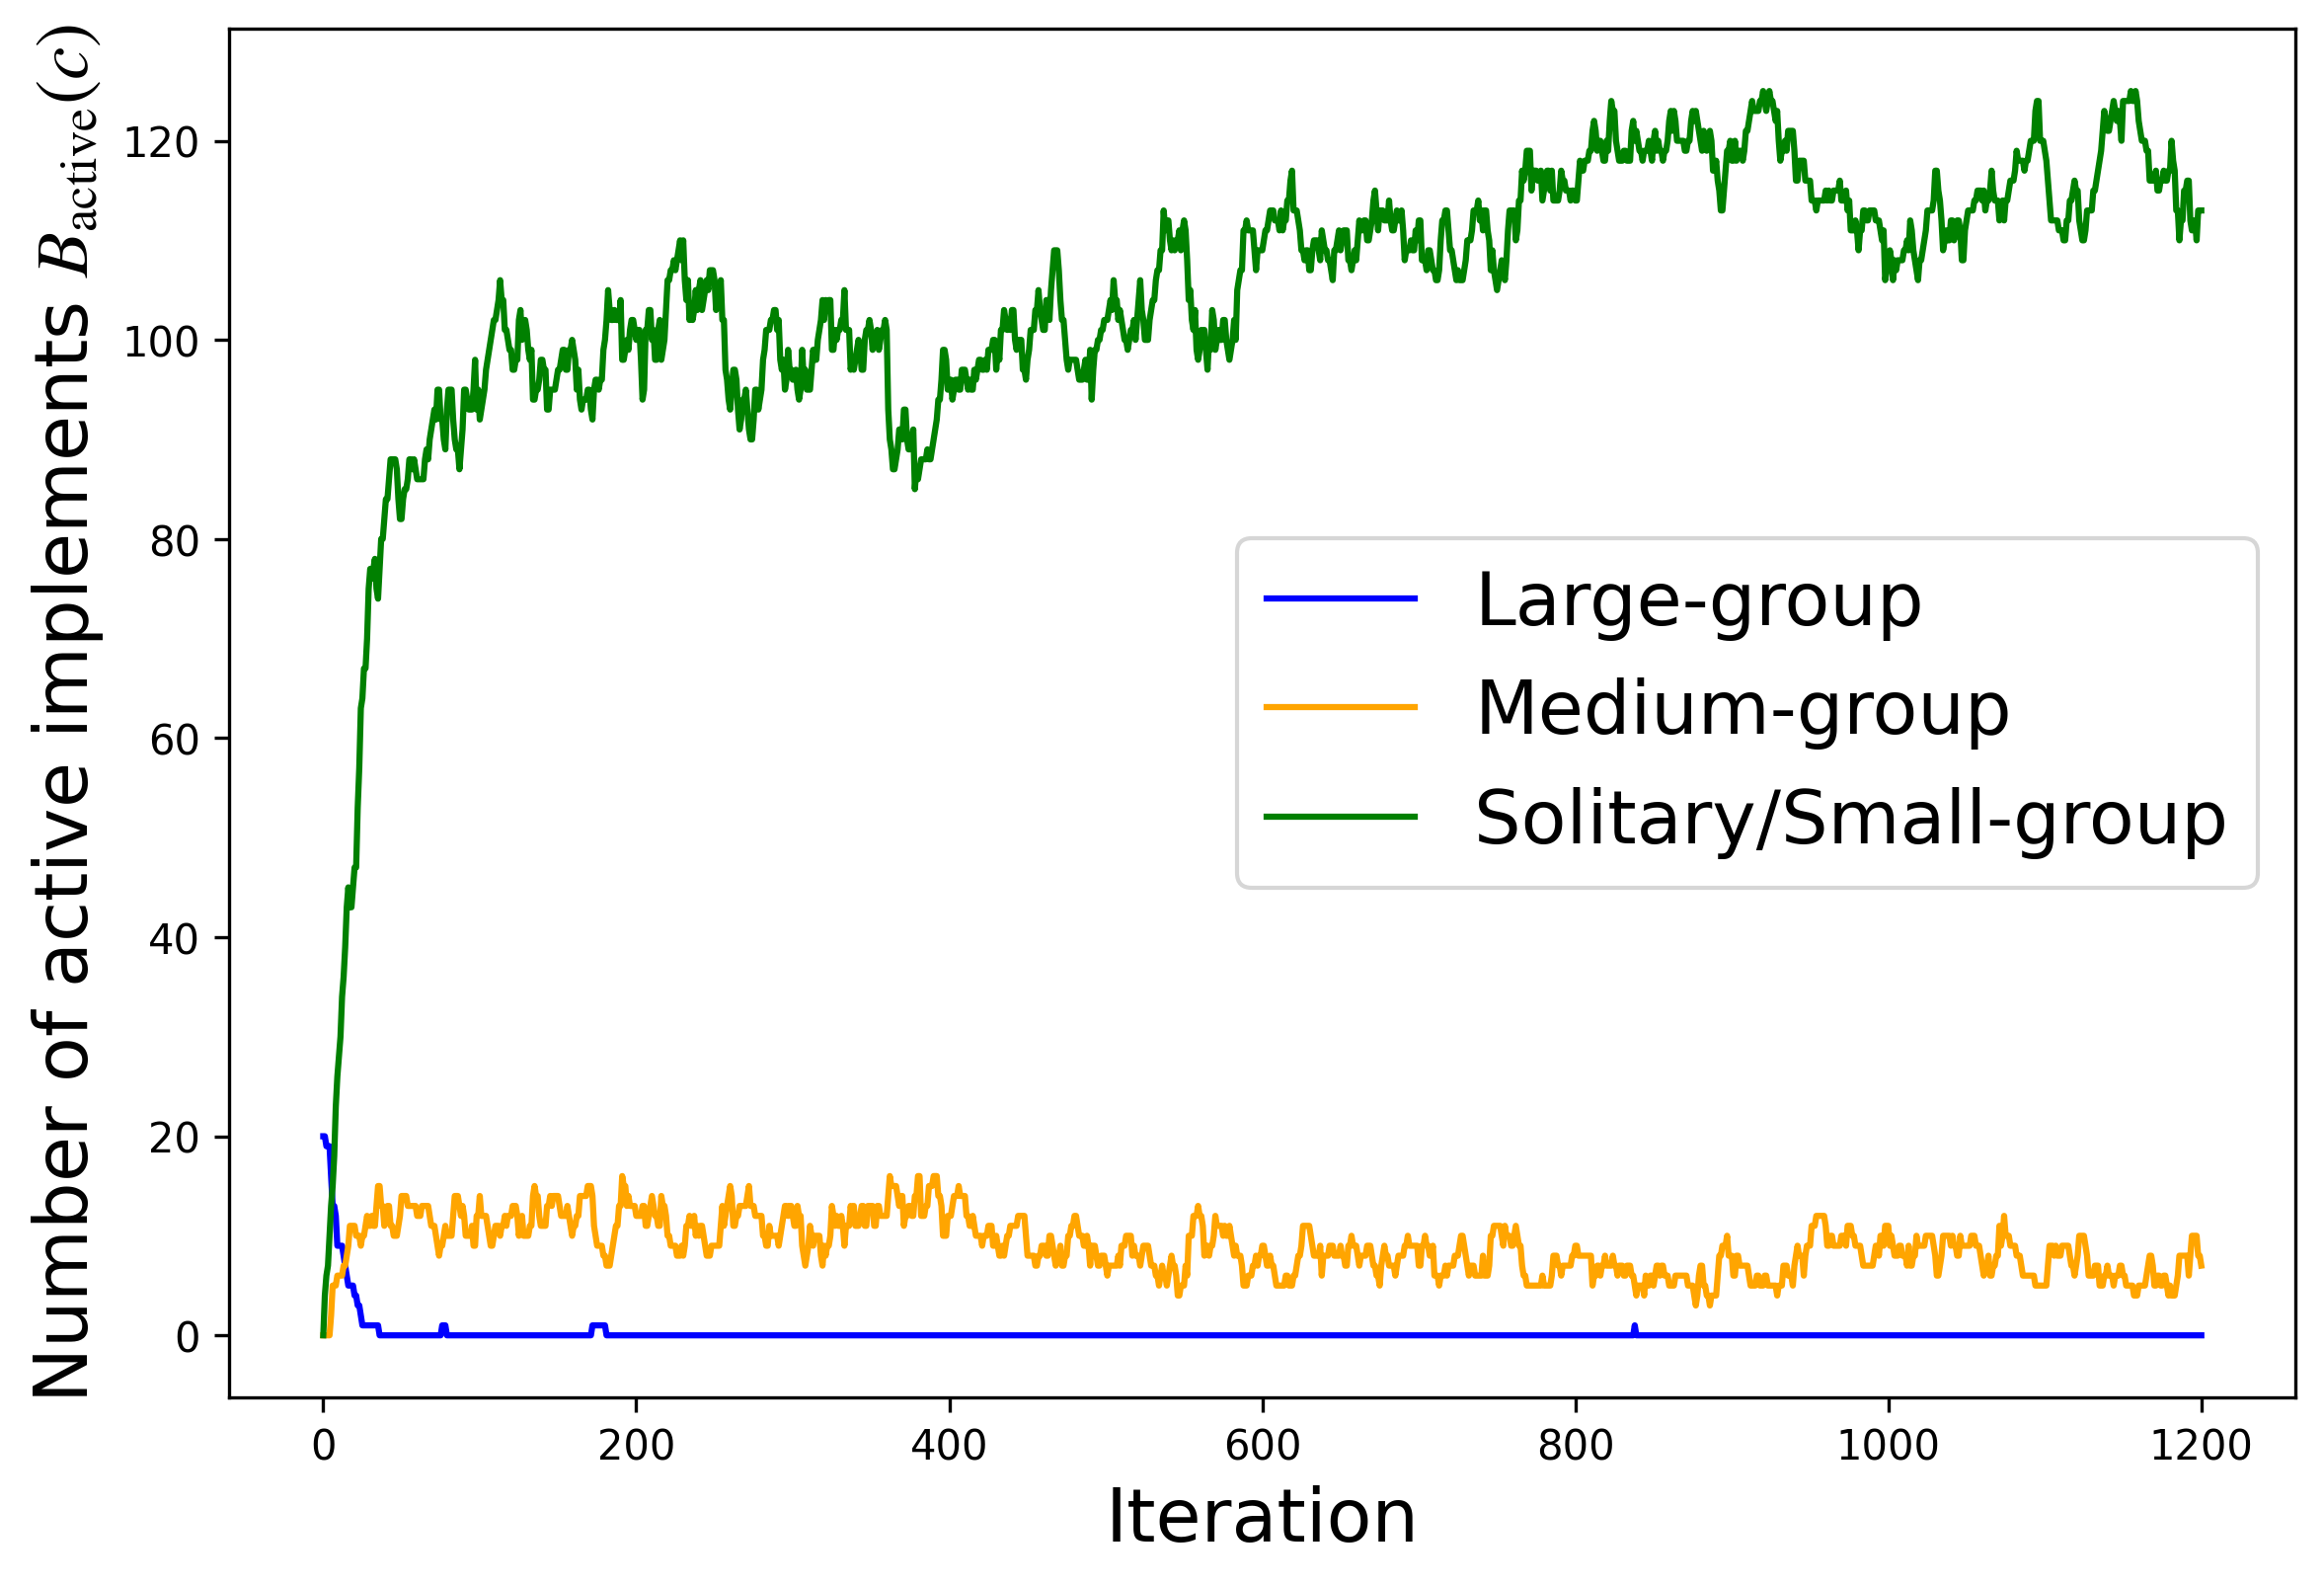 Number of active implements B_active(c)
120
100
80
60
40
20
0
Large-group
Medium-group
Solitary/Small-group
0 200 400 600 800 1000 1200
Iteration